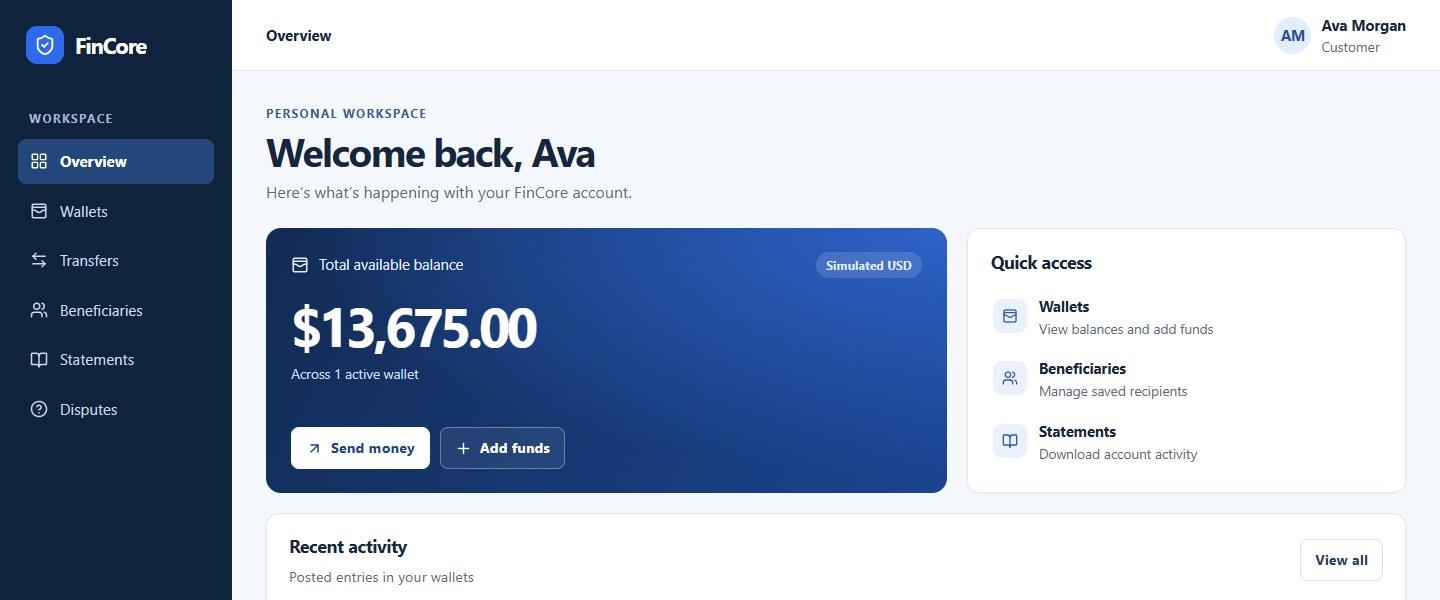 FinCore
WORKSPACE
Overview
Wallets
Transfers
Beneficiaries
Statements
Disputes
Overview
AM
Ava Morgan
Customer
PERSONAL WORKSPACE
Welcome back, Ava
Here's what's happening with your FinCore account.
Total available balance
Simulated USD
$13,675.00
Across 1 active wallet
Send money
Add funds
Quick access
Wallets
View balances and add funds
Beneficiaries
Manage saved recipients
Statements
Download account activity
Recent activity
Posted entries in your wallets
View all